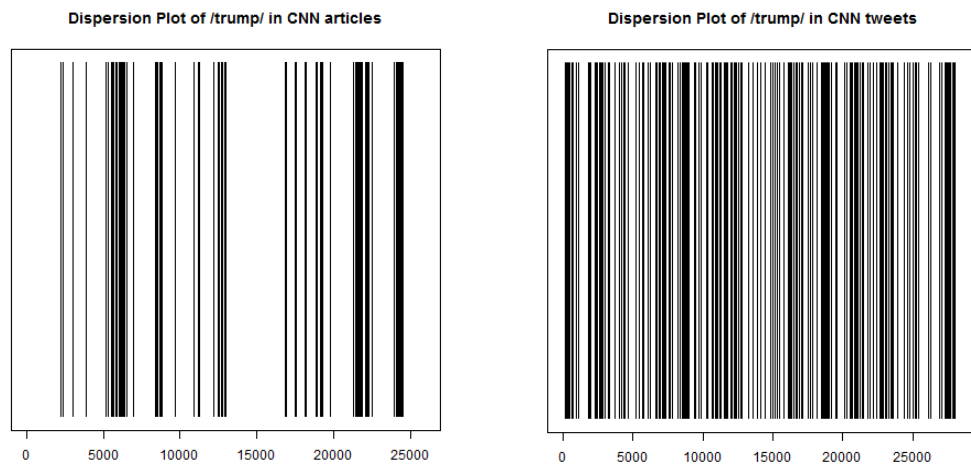 Dispersion Plot of /trump/ in CNN articles
0 5000 10000 15000 20000 25000
Dispersion Plot of /trump/ in CNN tweets
0 5000 10000 15000 20000 25000